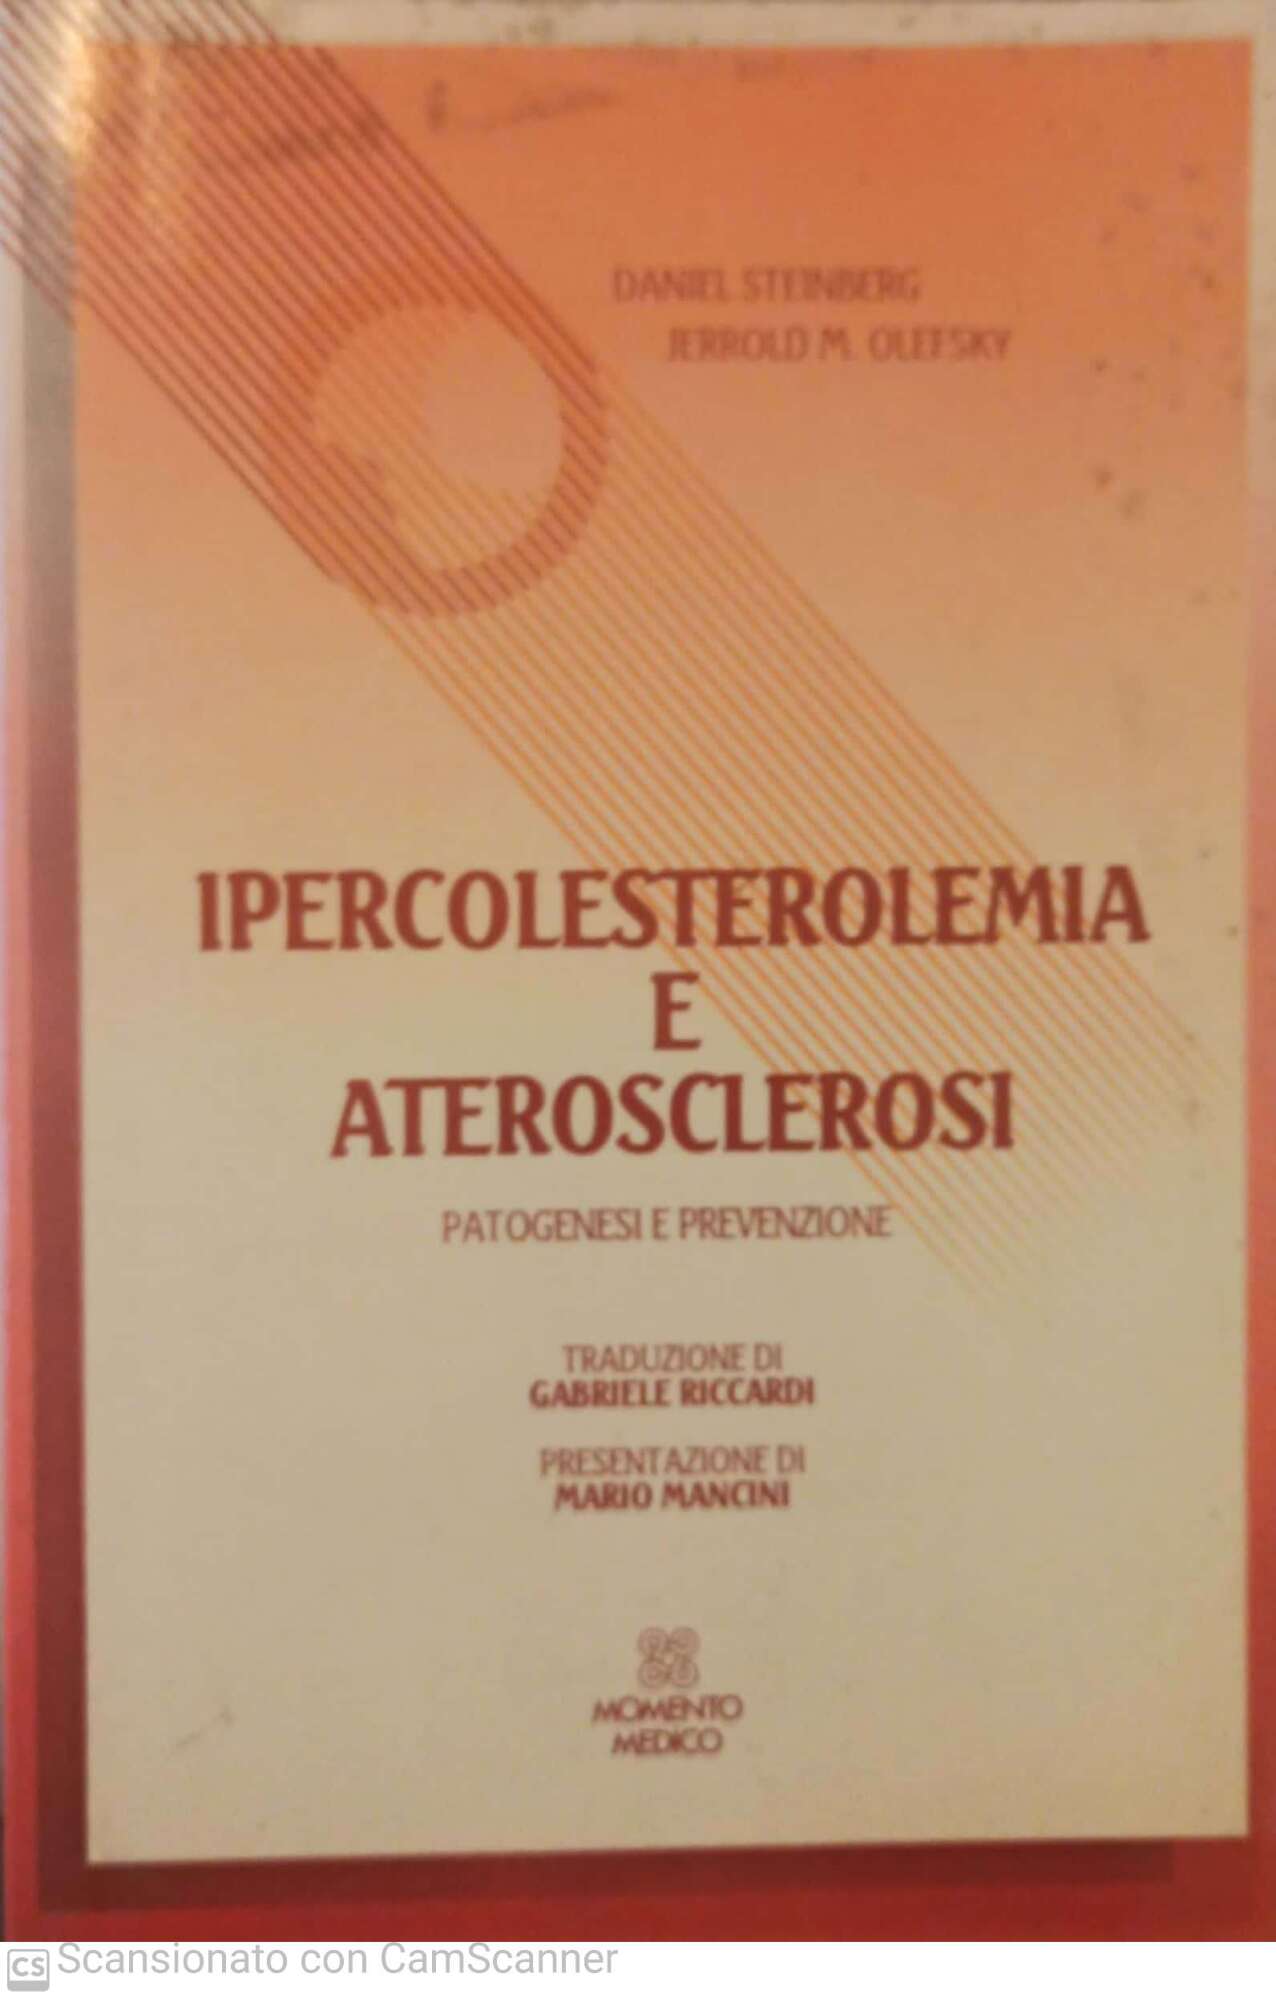 DANIEL STEINBERG
JERROLD M. OLEFSKY
IPERCOLESTEROLEMIA
E
ATEROSCLEROSI
PATOGENESI E PREVENZIONE
TRADUZIONE DI
GABRIELE RICCARDI
PRESENTAZIONE DI
MARIO MANCINI
MOMENTO
MEDICO
CS Scansionato con CamScanner